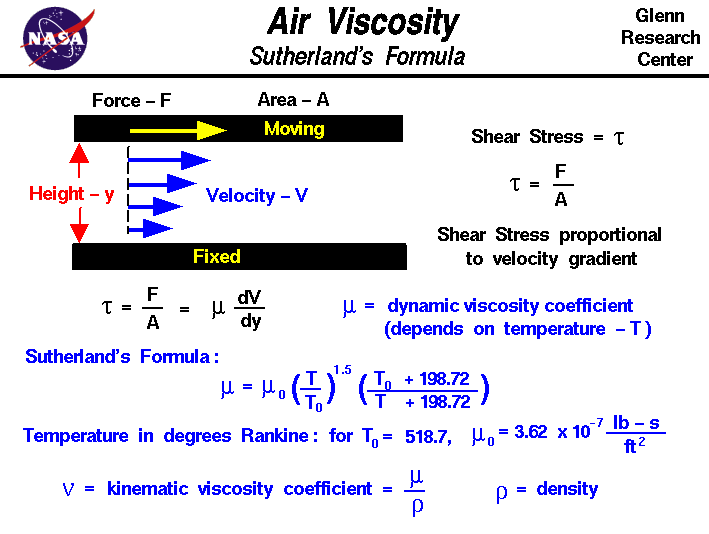 NASA
Air Viscosity
Sutherland's Formula
Glenn
Research
Center
Force – F
Area – A
Moving
Height – y
Velocity – V
Fixed
Shear Stress = τ
τ = F / A
Shear Stress proportional
to velocity gradient
τ = F / A = μ dV / dy
μ = dynamic viscosity coefficient
(depends on temperature – T )
Sutherland's Formula :
μ = μ₀ ( T / T₀ )^1.5 ( T₀ + 198.72 / T + 198.72 )
Temperature in degrees Rankine : for T₀ = 518.7, μ₀ = 3.62 x 10^-7 lb – s / ft²
ν = kinematic viscosity coefficient = μ / ρ
ρ = density